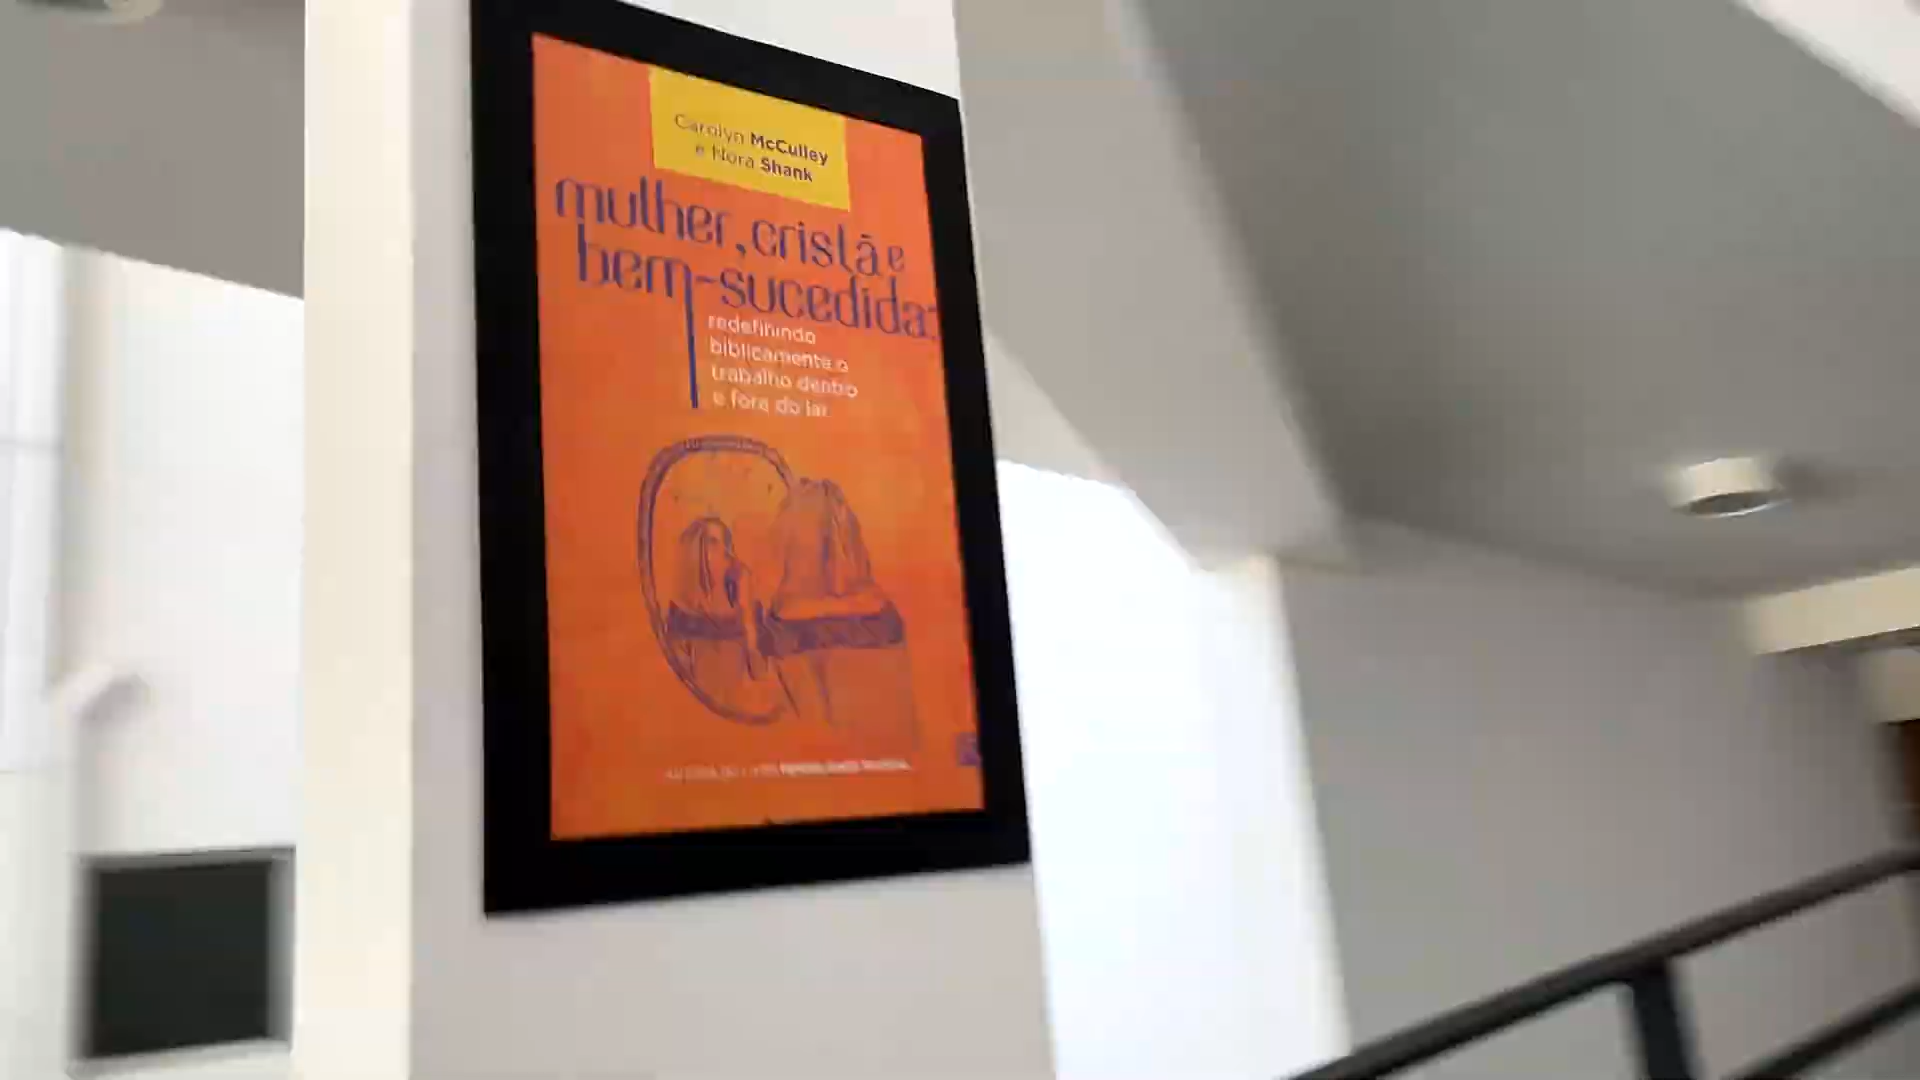 Carolyn McCulley
e Nora Shank
mulher, cristã e
bem-sucedida:
redefinindo
biblicamente o
trabalho dentro
e fora do lar